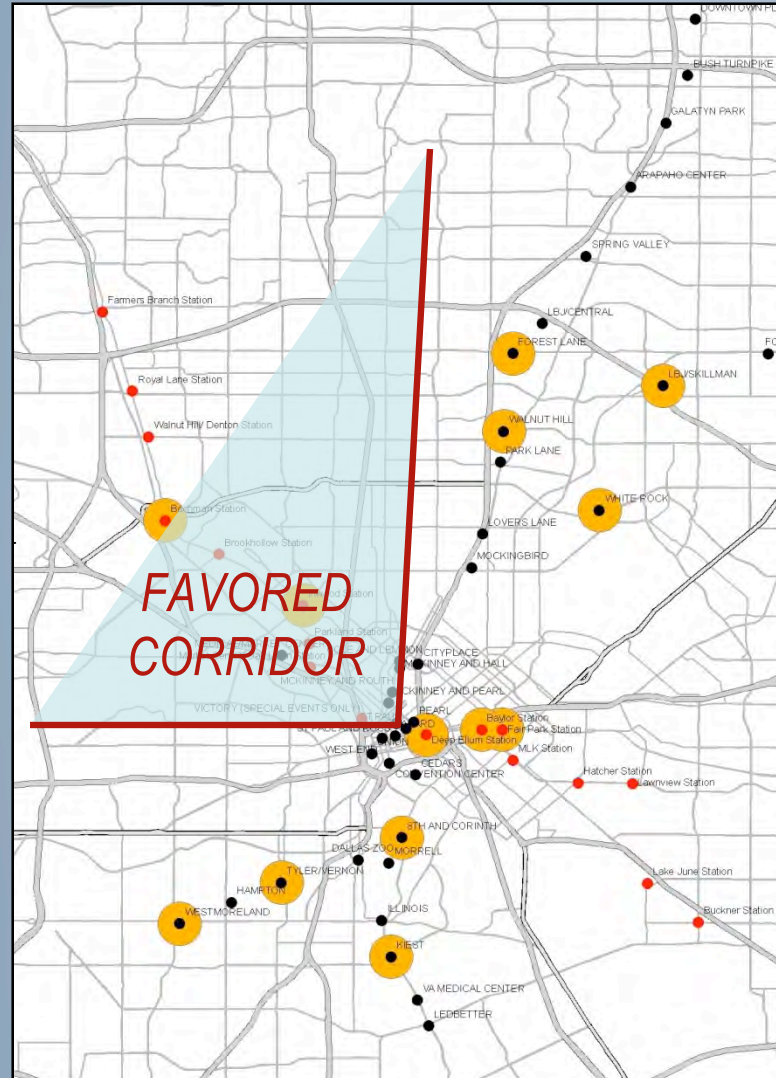 DOWNTOWN PL
BUSH TURNPIKE
GALATYN PARK
ARAPAHO CENTER
SPRING VALLEY
Farmers Branch Station
LBJ/CENTRAL
FOREST LANE
FO
LBJ/SKILLMAN
Royal Lane Station
Walnut Hill/ Denton Station
WALNUT HILL
PARK LANE
WHITE ROCK
Bachman Station
LOVERS LANE
Brookhollow Station
MOCKINGBIRD
FAVORED
CORRIDOR
Parkland Station
CITYPLACE
MCKINNEY AND HALL
MCKINNEY AND ROUTH
MCKINNEY AND PEARL
VICTORY (SPECIAL EVENTS ONLY)
PEARL
Baylor Station
Fair Park Station
Deep Ellum Station
WEST END
UNION
MLK Station
CEDARS
CONVENTION CENTER
Hatcher Station
Lawnview Station
8TH AND CORINTH
DALLAS ZOO
MORRELL
TYLER/VERNON
HAMPTON
Lake June Station
WESTMORELAND
ILLINOIS
Buckner Station
KIEST
VA MEDICAL CENTER
LEDBETTER